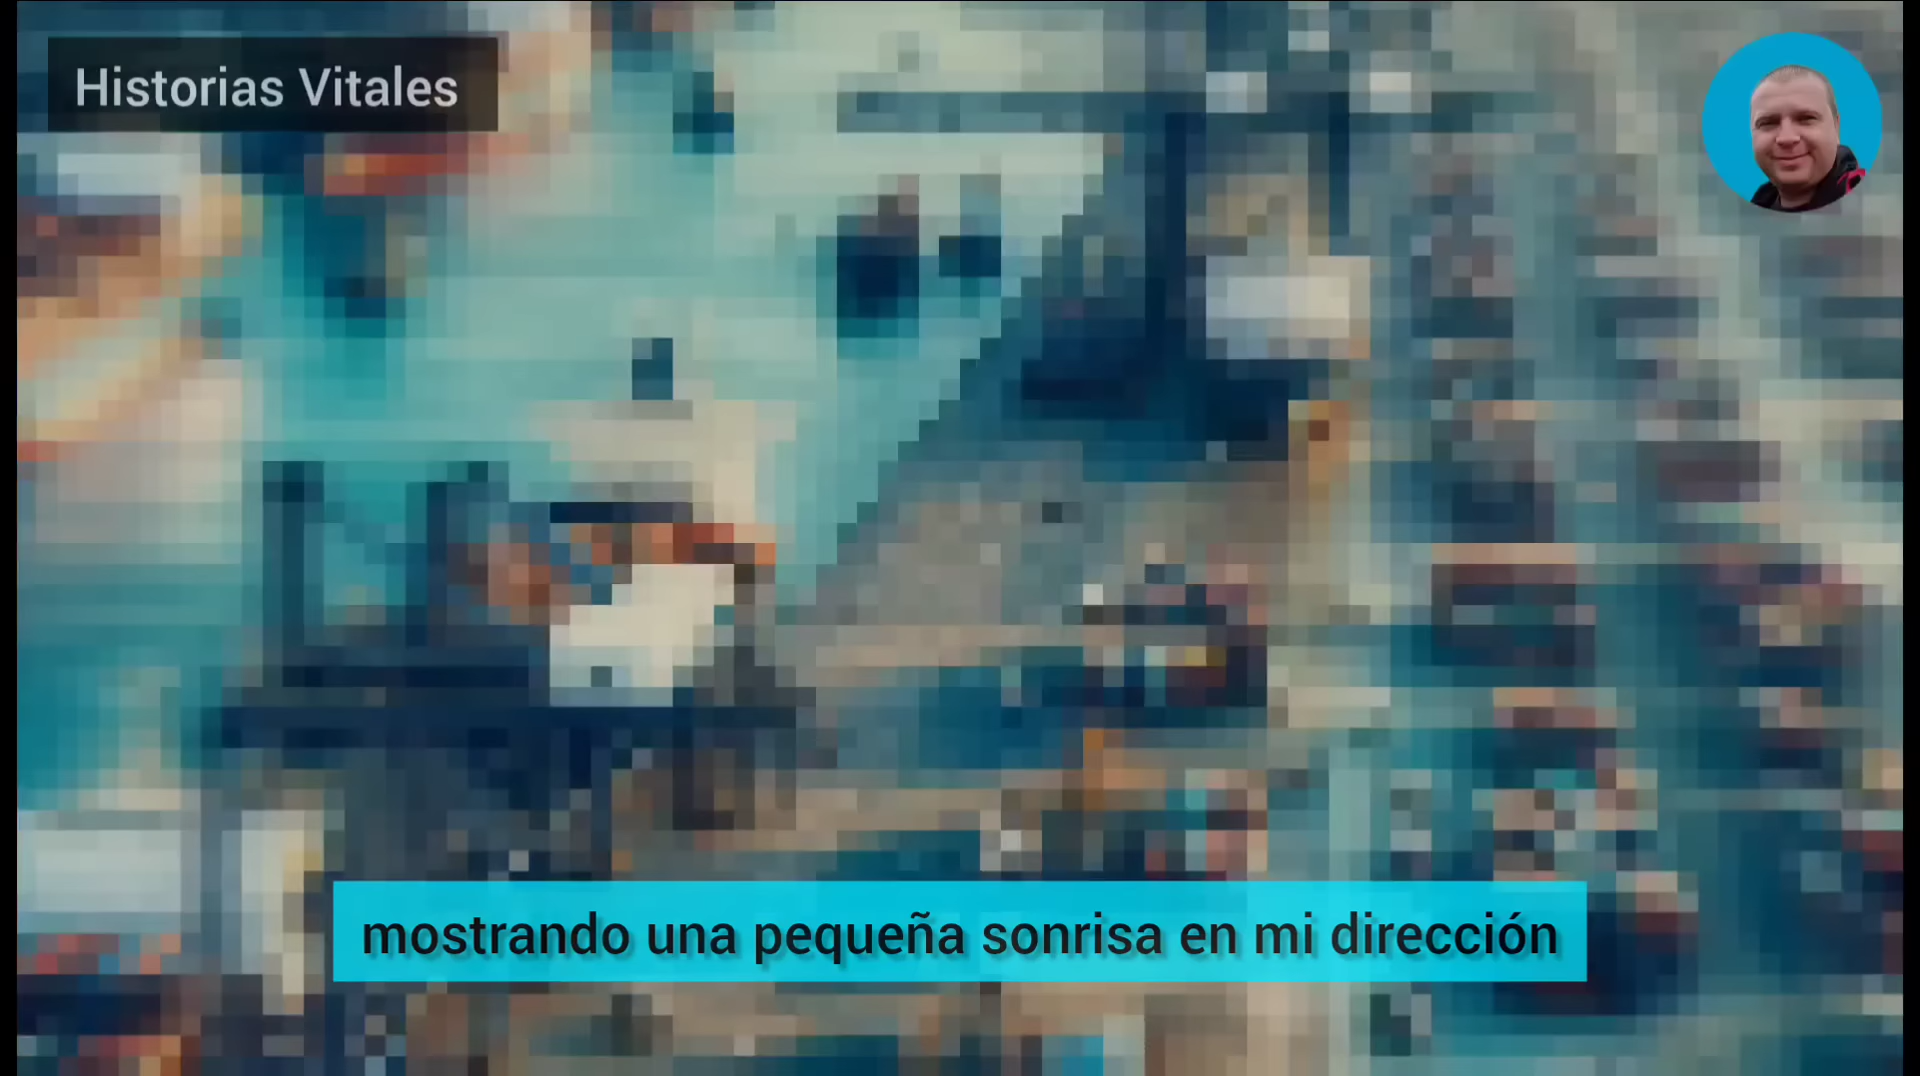 Historias Vitales
mostrando una pequeña sonrisa en mi dirección